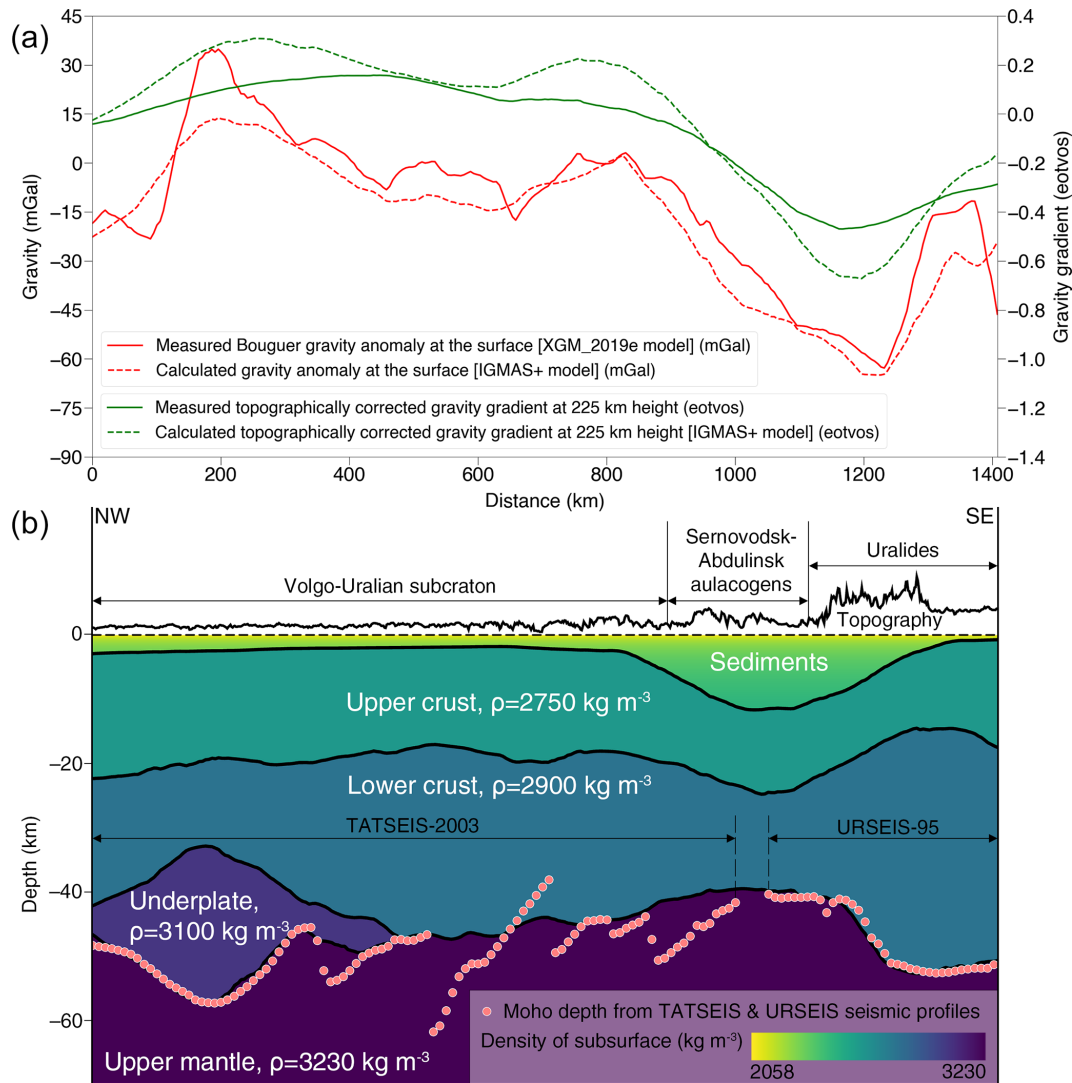 (a)
45
30
15
0
−15
−30
−45
−60
−75
−90
Gravity (mGal)
0.4
0.2
0.0
−0.2
−0.4
−0.6
−0.8
−1.0
−1.2
−1.4
Gravity gradient (eotvos)
Measured Bouguer gravity anomaly at the surface [XGM_2019e model] (mGal)
Calculated gravity anomaly at the surface [IGMAS+ model] (mGal)
Measured topographically corrected gravity gradient at 225 km height (eotvos)
Calculated topographically corrected gravity gradient at 225 km height [IGMAS+ model] (eotvos)
0 200 400 600 800 1000 1200 1400
Distance (km)
(b)
NW
SE
Volgo-Uralian subcraton
Sernovodsk-
Abdulinsk
aulacogens
Uralides
Topography
0
−20
−40
−60
Depth (km)
Sediments
Upper crust, ρ=2750 kg m-3
Lower crust, ρ=2900 kg m-3
TATSEIS-2003
URSEIS-95
Underplate,
ρ=3100 kg m-3
Upper mantle, ρ=3230 kg m-3
Moho depth from TATSEIS & URSEIS seismic profiles
Density of subsurface (kg m-3)
2058 3230